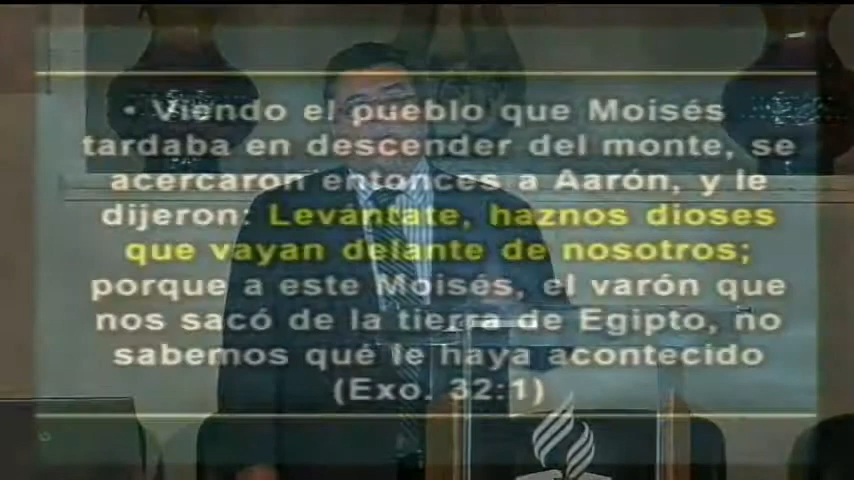 • Viendo el pueblo que Moisés
tardaba en descender del monte, se
acercaron entonces a Aarón, y le
dijeron: Levántate, haznos dioses
que vayan delante de nosotros;
porque a este Moisés, el varón que
nos sacó de la tierra de Egipto, no
sabemos qué le haya acontecido
(Exo. 32:1)